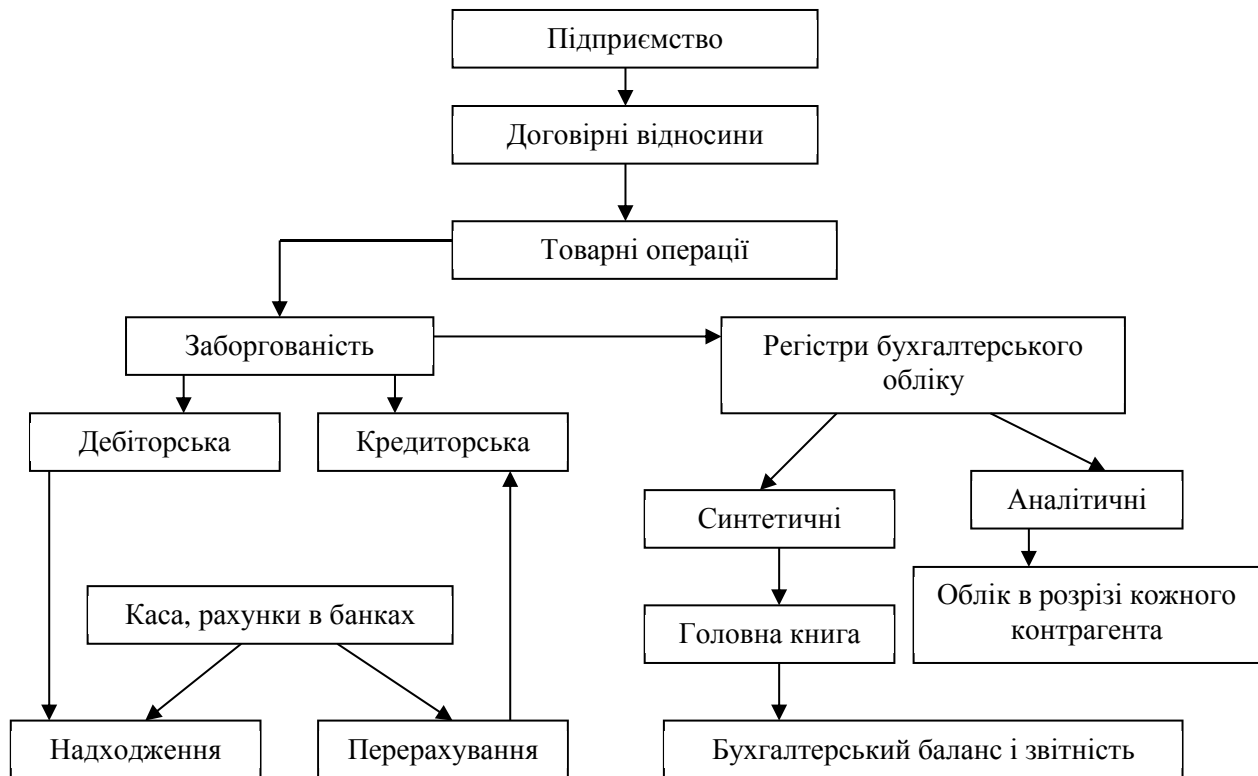 Підприємство
Договірні відносини
Товарні операції
Заборгованість
Регістри бухгалтерського
обліку
Дебіторська
Кредиторська
Синтетичні
Аналітичні
Каса, рахунки в банках
Головна книга
Облік в розрізі кожного
контрагента
Надходження
Перерахування
Бухгалтерський баланс і звітність